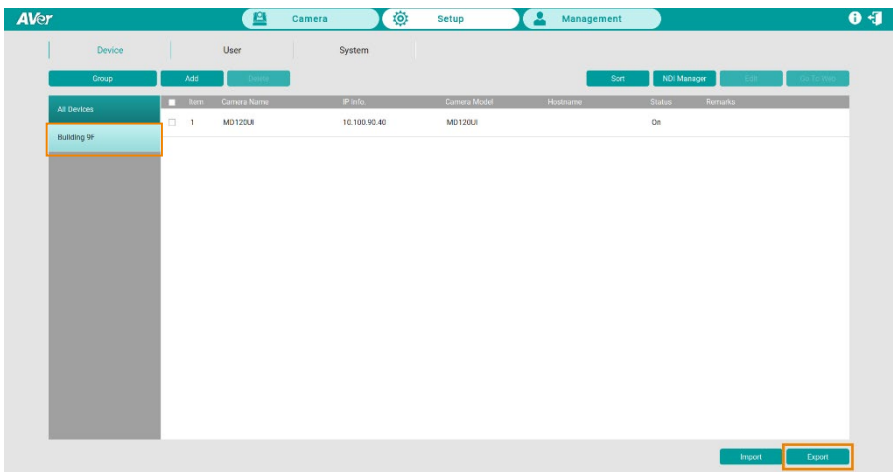 AVer
Camera
Setup
Management
Device
User
System
Group
Add
Delete
Sort
NDI Manager
Edit
Go To Web
All Devices
Building 9F
Item Camera Name IP Info. Camera Model Hostname Status Remarks
1 MD120UI 10.100.90.40 MD120UI On
Import
Export